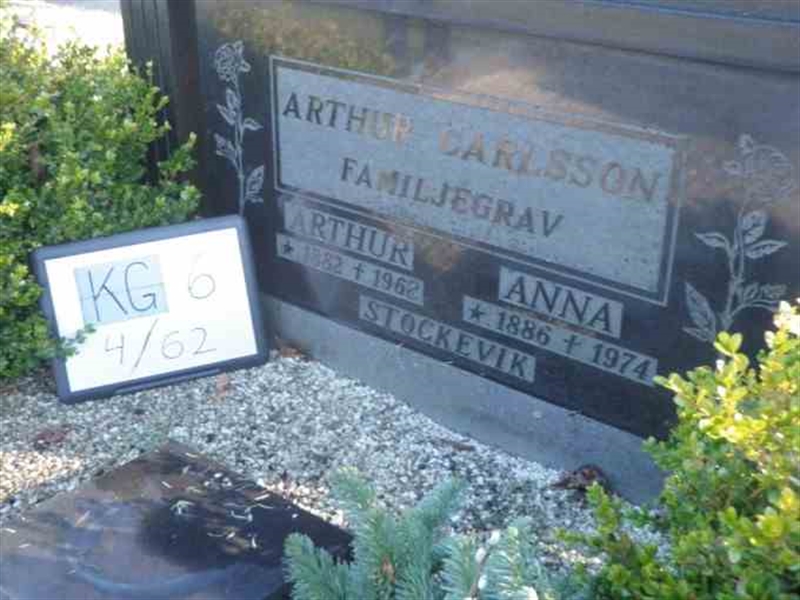 ARTHUR CARLSSON
FAMILJEGRAV
ARTHUR
★ 1882 † 1962
ANNA
★ 1886 † 1974
STOCKEVIK
KG 6
4/62